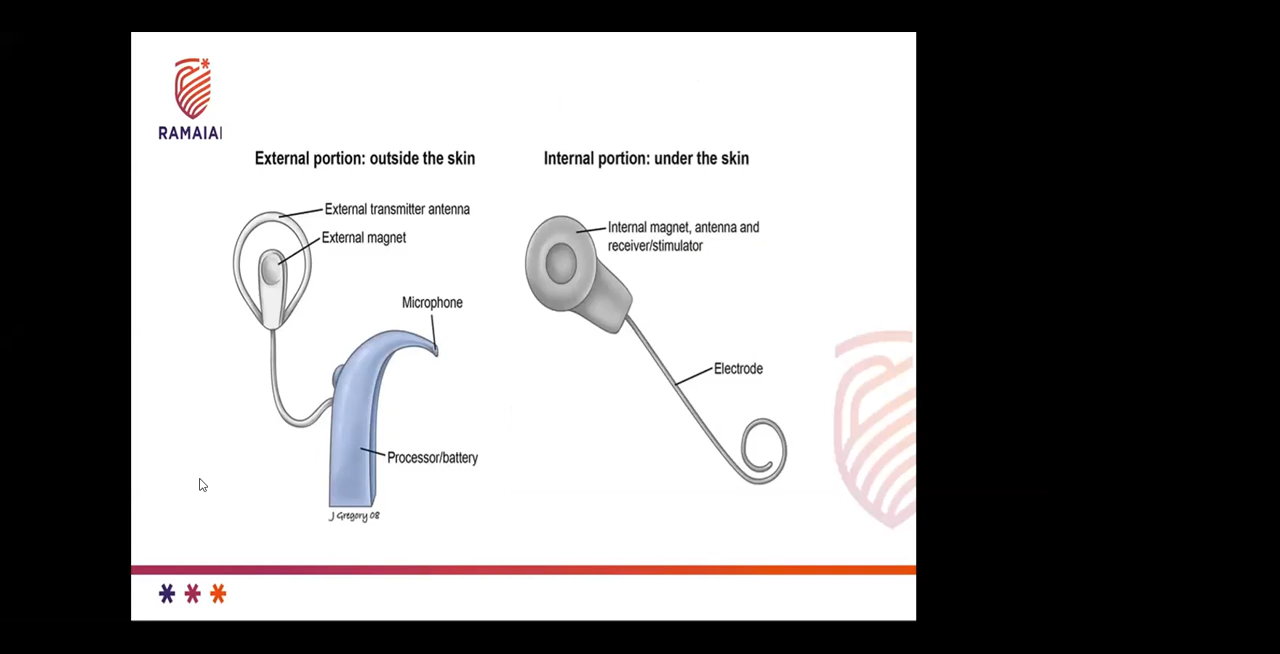 RAMAIAH
External portion: outside the skin
Internal portion: under the skin
External transmitter antenna
External magnet
Internal magnet, antenna and
receiver/stimulator
Microphone
Electrode
Processor/battery
J Gregory 08